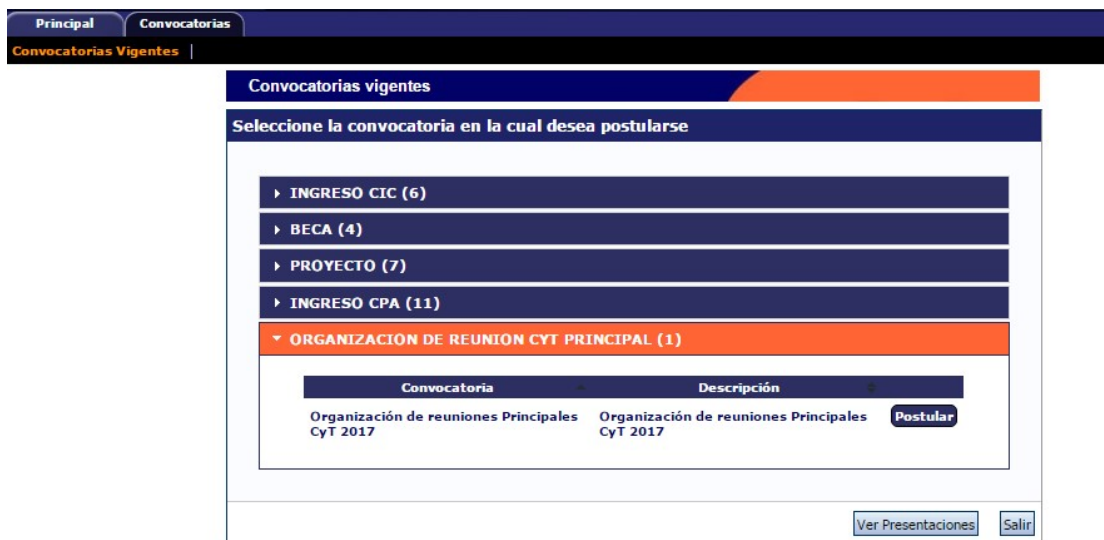 Principal Convocatorias
Convocatorias Vigentes
Convocatorias vigentes
Seleccione la convocatoria en la cual desea postularse
INGRESO CIC (6)
BECA (4)
PROYECTO (7)
INGRESO CPA (11)
ORGANIZACION DE REUNION CYT PRINCIPAL (1)
Convocatoria Descripción
Organización de reuniones Principales Organización de reuniones Principales Postular
CyT 2017 CyT 2017
Ver Presentaciones Salir